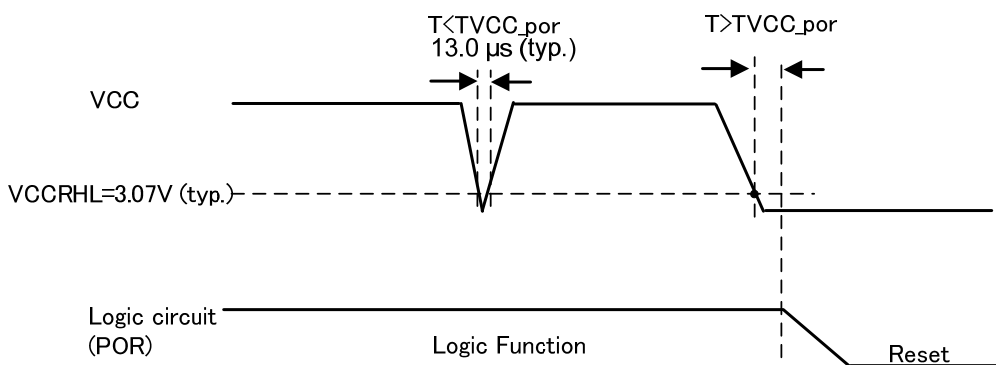 T<TVCC_por
13.0 µs (typ.)
T>TVCC_por
VCC
VCCRHL=3.07V (typ.)
Logic circuit
(POR)
Logic Function
Reset